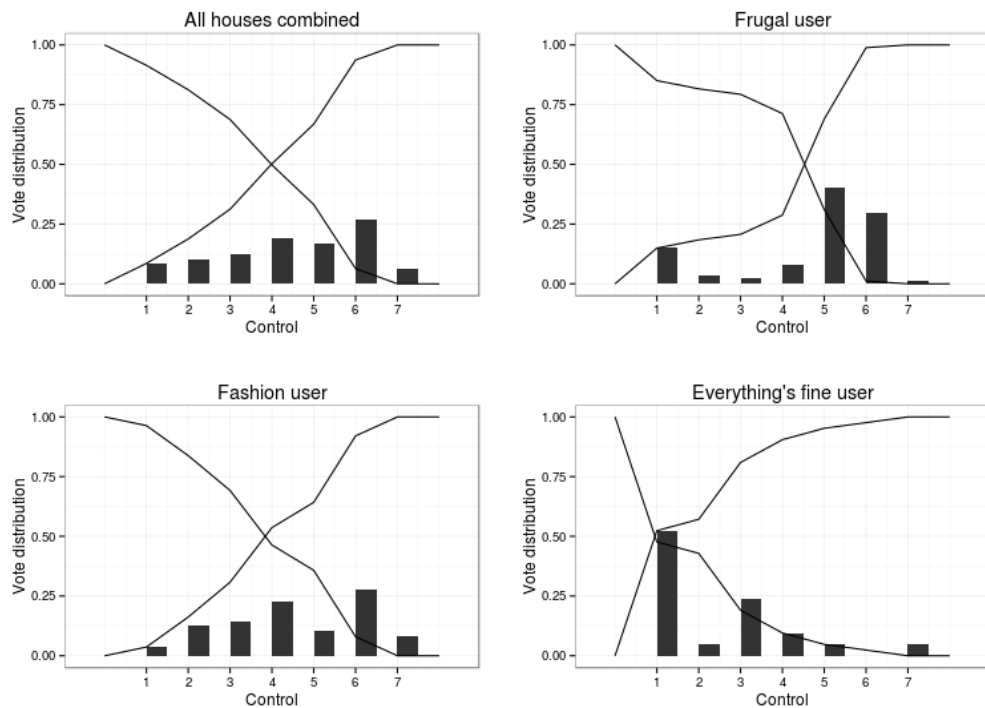 All houses combined
Vote distribution
1.00
0.75
0.50
0.25
0.00
1 2 3 4 5 6 7
Control
Frugal user
Vote distribution
1.00
0.75
0.50
0.25
0.00
1 2 3 4 5 6 7
Control
Fashion user
Vote distribution
1.00
0.75
0.50
0.25
0.00
1 2 3 4 5 6 7
Control
Everything's fine user
Vote distribution
1.00
0.75
0.50
0.25
0.00
1 2 3 4 5 6 7
Control